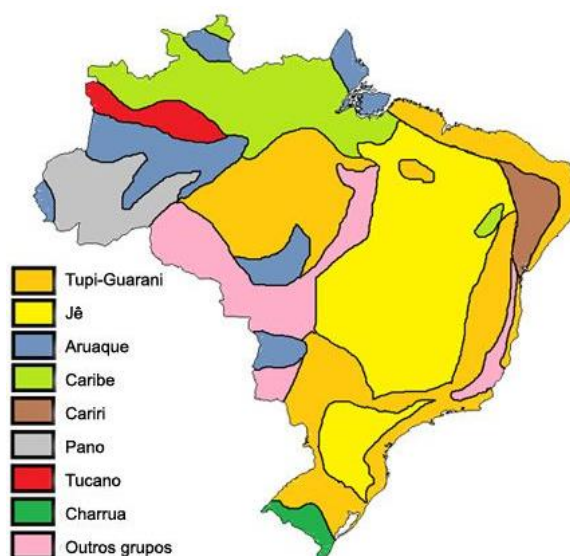 Tupi-Guarani
Jê
Aruaque
Caribe
Cariri
Pano
Tucano
Charrua
Outros grupos